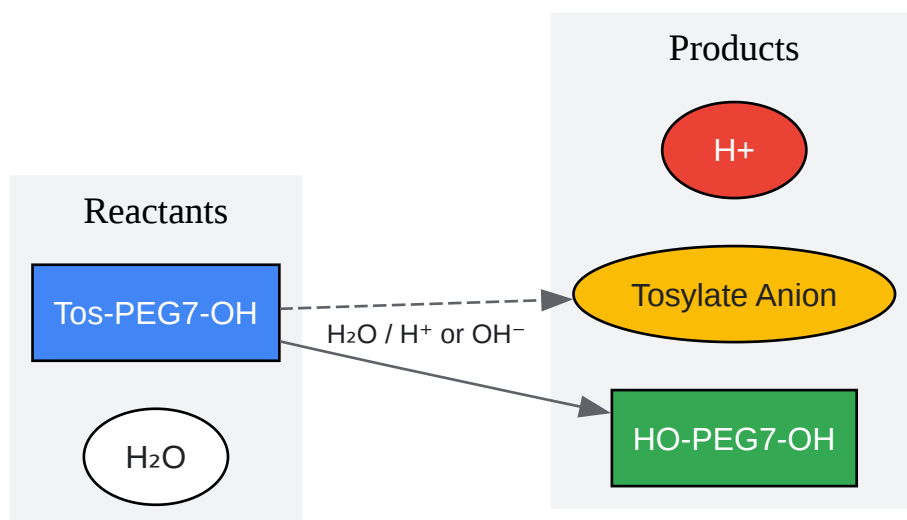 Reactants
Tos-PEG7-OH
H₂O
H₂O / H⁺ or OH⁻
Products
H+
Tosylate Anion
HO-PEG7-OH